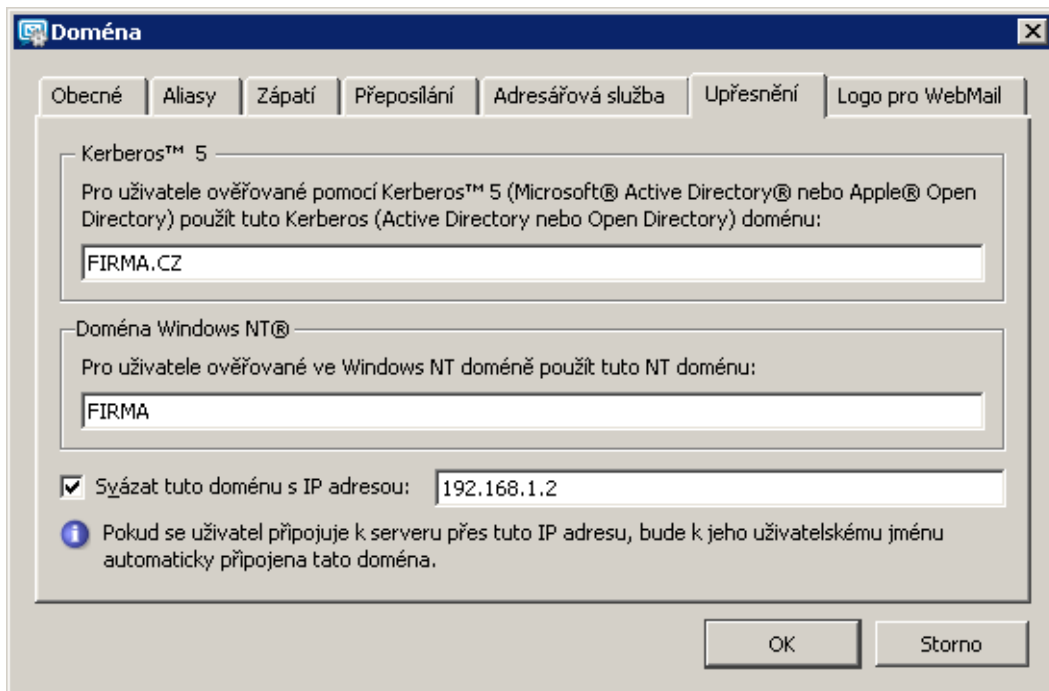 Doména
Obecné Aliasy Zápatí Přeposílání Adresářová služba Upřesnění Logo pro WebMail
Kerberos™ 5
Pro uživatele ověřované pomocí Kerberos™ 5 (Microsoft® Active Directory® nebo Apple® Open
Directory) použít tuto Kerberos (Active Directory nebo Open Directory) doménu:
FIRMA.CZ
Doména Windows NT®
Pro uživatele ověřované ve Windows NT doméně použít tuto NT doménu:
FIRMA
Svázat tuto doménu s IP adresou: 192.168.1.2
Pokud se uživatel připojuje k serveru přes tuto IP adresu, bude k jeho uživatelskému jménu
automaticky připojena tato doména.
OK Storno